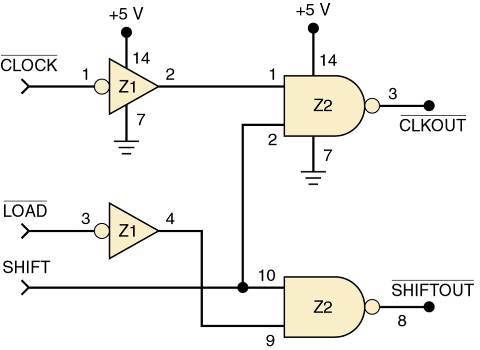 +5 V
+5 V
CLOCK
1
14
Z1
2
7
1
14
Z2
3
CLKOUT
2
7
LOAD
3
Z1
4
SHIFT
10
Z2
SHIFTOUT
9
8